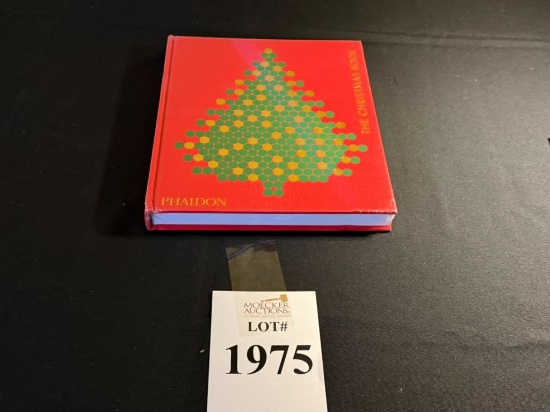 THE CHRISTMAS BOOK
PHAIDON
MOECKER
AUCTIONS
LOT#
1975